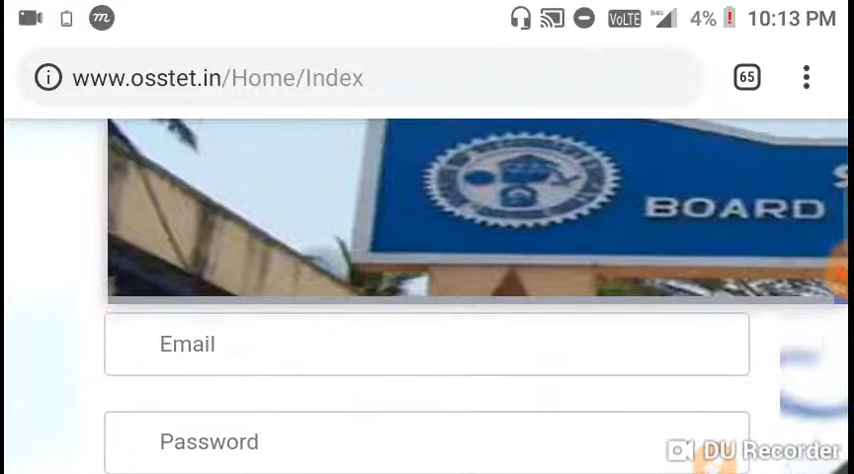 VoLTE 4% 10:13 PM
www.osstet.in/Home/Index 65
BOARD
Email
Password
DU Recorder